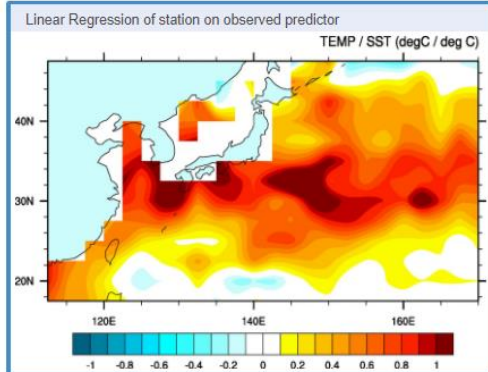 Linear Regression of station on observed predictor
TEMP / SST (degC / deg C)
40N
30N
20N
120E 140E 160E
-1 -0.8 -0.6 -0.4 -0.2 0 0.2 0.4 0.6 0.8 1